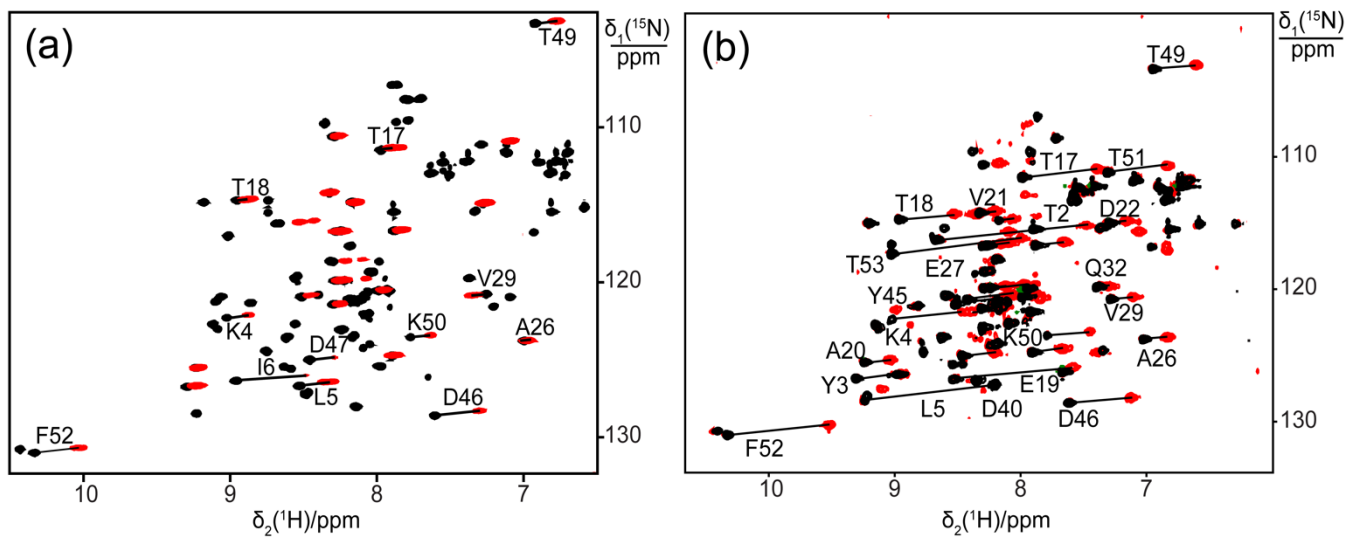 (a)
T49
δ₁(¹⁵N)
ppm
T17
110
T18
V29
120
K4
K50
A26
D47
I6
L5
D46
F52
130
10 9 8 7
δ₂(¹H)/ppm
(b)
T49
δ₁(¹⁵N)
ppm
T17 T51
110
T18 V21 T2 D22
T53 E27
Q32
120
Y45 V29
K4 K50
A26
A20
Y3 E19
L5 D40 D46
F52
130
10 9 8 7
δ₂(¹H)/ppm